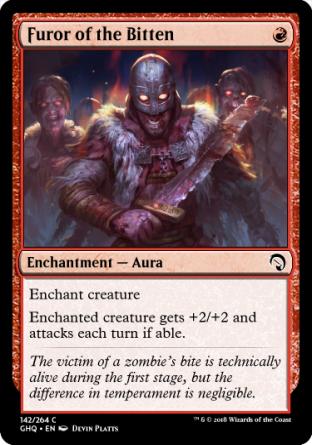 Furor of the Bitten
Enchantment — Aura
Enchant creature
Enchanted creature gets +2/+2 and
attacks each turn if able.
The victim of a zombie's bite is technically
alive during the first stage, but the
difference in temperament is negligible.
142/264 C
GHQ • EN DEVIN PLATTS
™ & © 2018 Wizards of the Coast